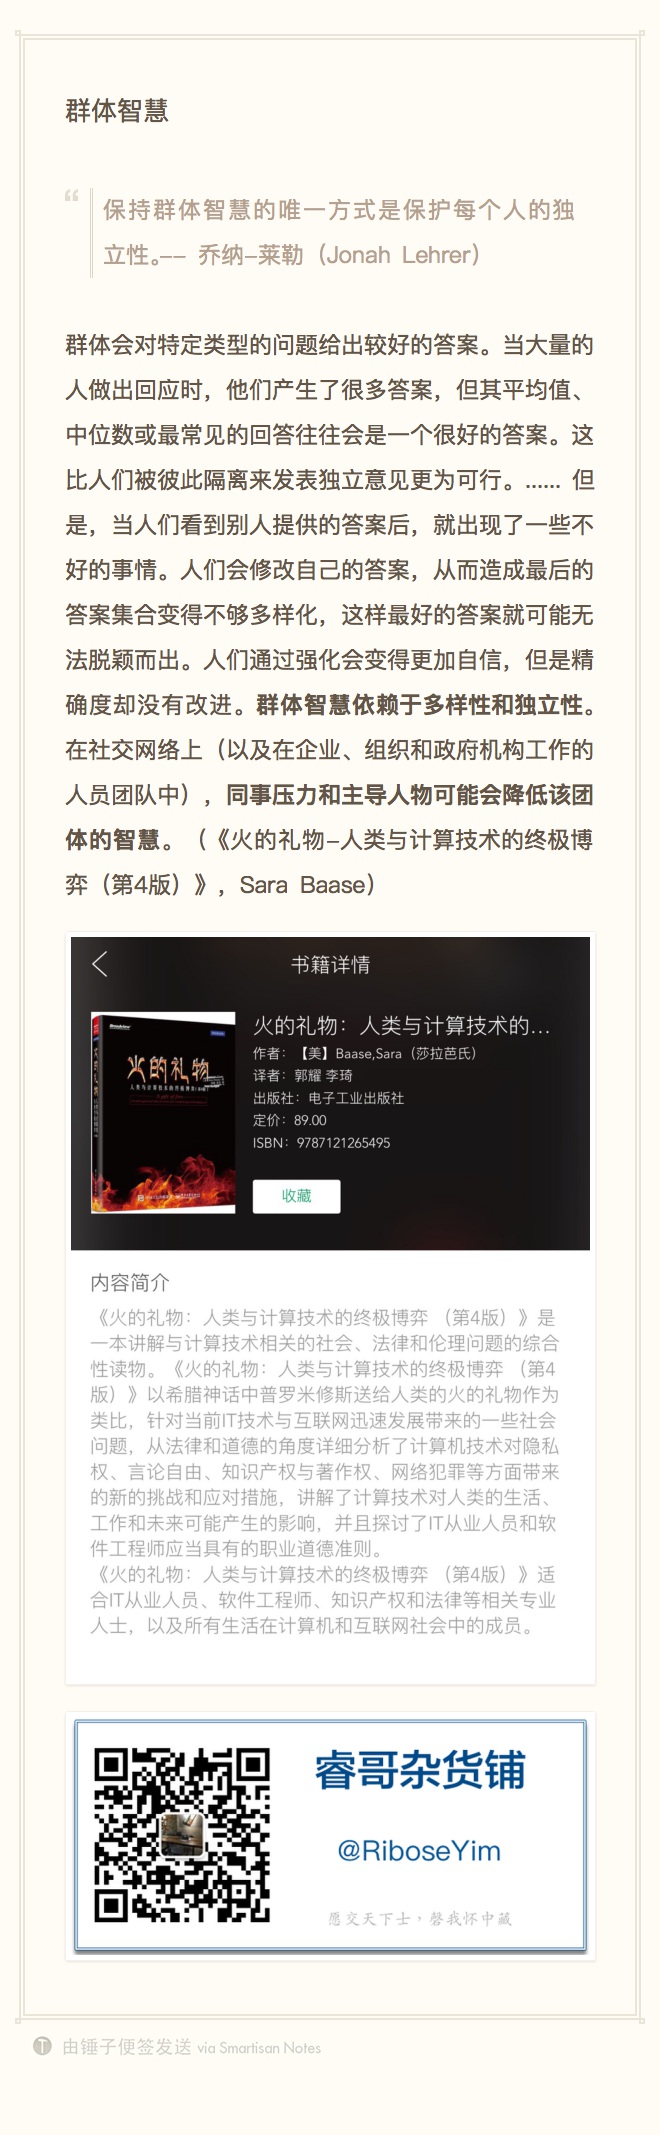 群体智慧
“
保持群体智慧的唯一方式是保护每个人的独
立性。–– 乔纳–莱勒（Jonah Lehrer）
群体会对特定类型的问题给出较好的答案。当大量的
人做出回应时，他们产生了很多答案，但其平均值、
中位数或最常见的回答往往会是一个很好的答案。这
比人们被彼此隔离来发表独立意见更为可行。…… 但
是，当人们看到别人提供的答案后，就出现了一些不
好的事情。人们会修改自己的答案，从而造成最后的
答案集合变得不够多样化，这样最好的答案就可能无
法脱颖而出。人们通过强化会变得更加自信，但是精
确度却没有改进。群体智慧依赖于多样性和独立性。
在社交网络上（以及在企业、组织和政府机构工作的
人员团队中），同事压力和主导人物可能会降低该团
体的智慧。（《火的礼物–人类与计算技术的终极博
弈（第4版）》，Sara Baase）
书籍详情
火的礼物
人类与计算技术的终极博弈
火的礼物：人类与计算技术的...
作者：【美】Baase,Sara（莎拉芭氏）
译者：郭耀 李琦
出版社：电子工业出版社
定价：89.00
ISBN：9787121265495
收藏
内容简介
《火的礼物：人类与计算技术的终极博弈 （第4版）》是
一本讲解与计算技术相关的社会、法律和伦理问题的综合
性读物。《火的礼物：人类与计算技术的终极博弈 （第4
版）》以希腊神话中普罗米修斯送给人类的火的礼物作为
类比，针对当前IT技术与互联网迅速发展带来的一些社会
问题，从法律和道德的角度详细分析了计算机技术对隐私
权、言论自由、知识产权与著作权、网络犯罪等方面带来
的新的挑战和应对措施，讲解了计算技术对人类的生活、
工作和未来可能产生的影响，并且探讨了IT从业人员和软
件工程师应当具有的职业道德准则。
《火的礼物：人类与计算技术的终极博弈 （第4版）》适
合IT从业人员、软件工程师、知识产权和法律等相关专业
人士，以及所有生活在计算机和互联网社会中的成员。
睿哥杂货铺
@RiboseYim
愿交天下士，罄我怀中藏
T 由锤子便签发送 via Smartisan Notes